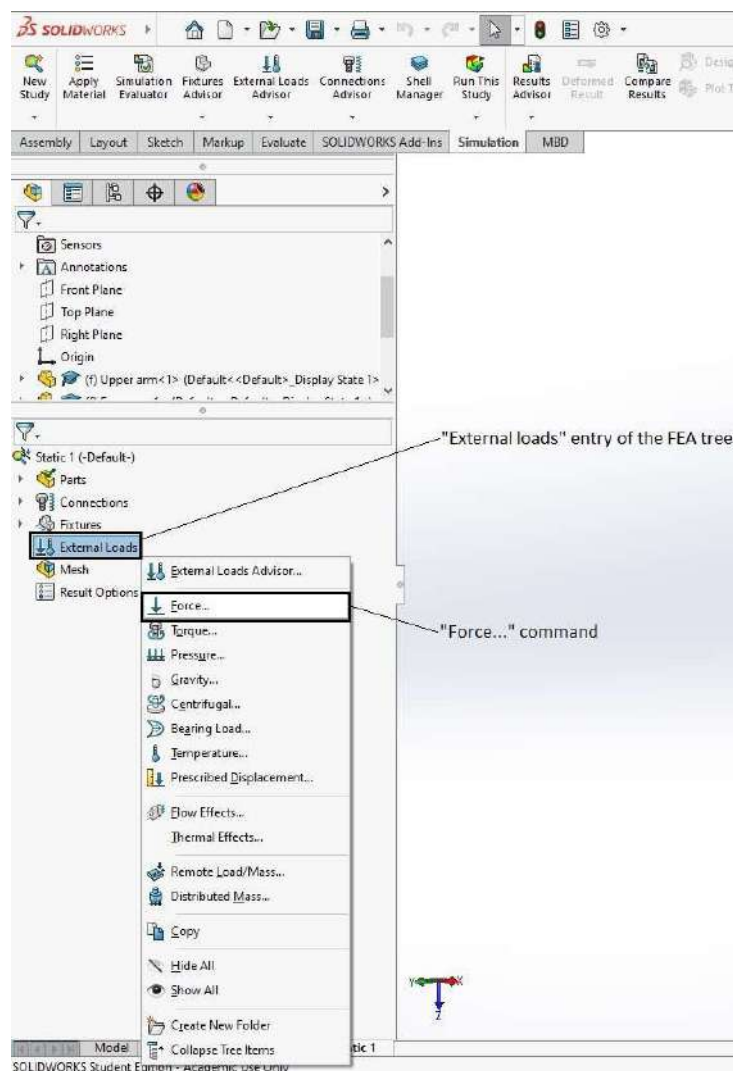 SOLIDWORKS
New Study
Apply Material
Simulation Evaluator
Fixtures Advisor
External Loads Advisor
Connections Advisor
Shell Manager
Run This Study
Results Advisor
Deformed Result
Compare Results
Assembly Layout Sketch Markup Evaluate SOLIDWORKS Add-Ins Simulation MBD
Sensors
Annotations
Front Plane
Top Plane
Right Plane
Origin
(f) Upper arm<1> (Default<<Default>_Display State 1>
"External loads" entry of the FEA tree
Static 1 (-Default-)
Parts
Connections
Fixtures
External Loads
Mesh
Result Options
External Loads Advisor...
Force...
"Force..." command
Torque...
Pressure...
Gravity...
Centrifugal...
Bearing Load...
Temperature...
Prescribed Displacement...
Flow Effects...
Thermal Effects...
Remote Load/Mass...
Distributed Mass...
Copy
Hide All
Show All
Create New Folder
Collapse Tree Items
Y X
Z
Model tic 1
SOLIDWORKS Student Edition - Academic Use Only